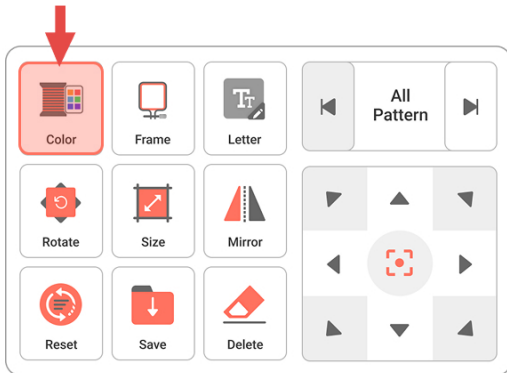 Color
Frame
Letter
All
Pattern
Rotate
Size
Mirror
Reset
Save
Delete